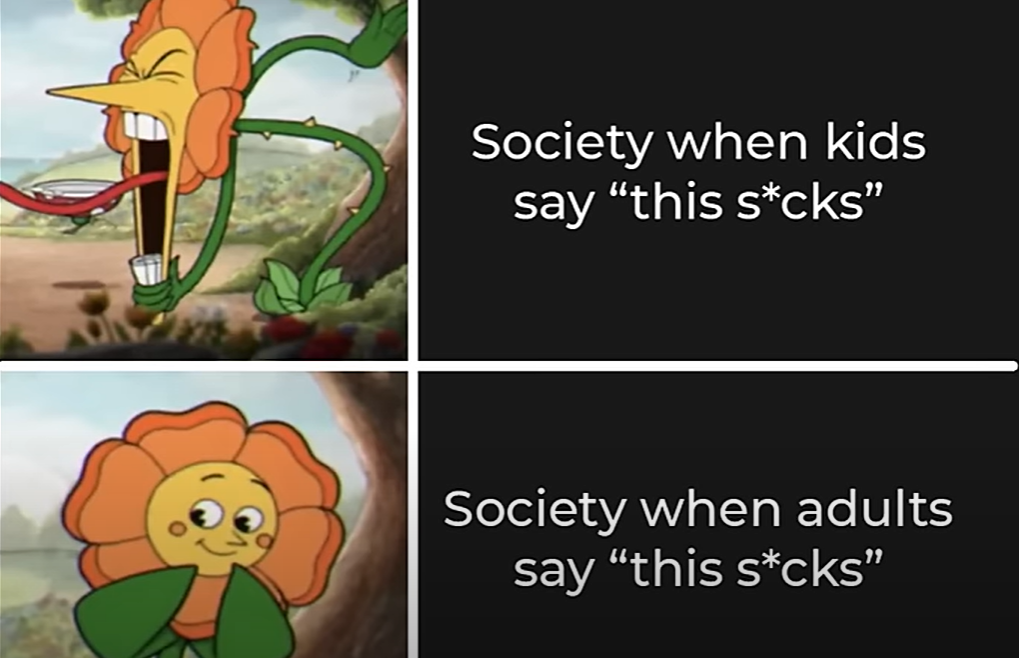 Society when kids
say “this s*cks”
Society when adults
say “this s*cks”